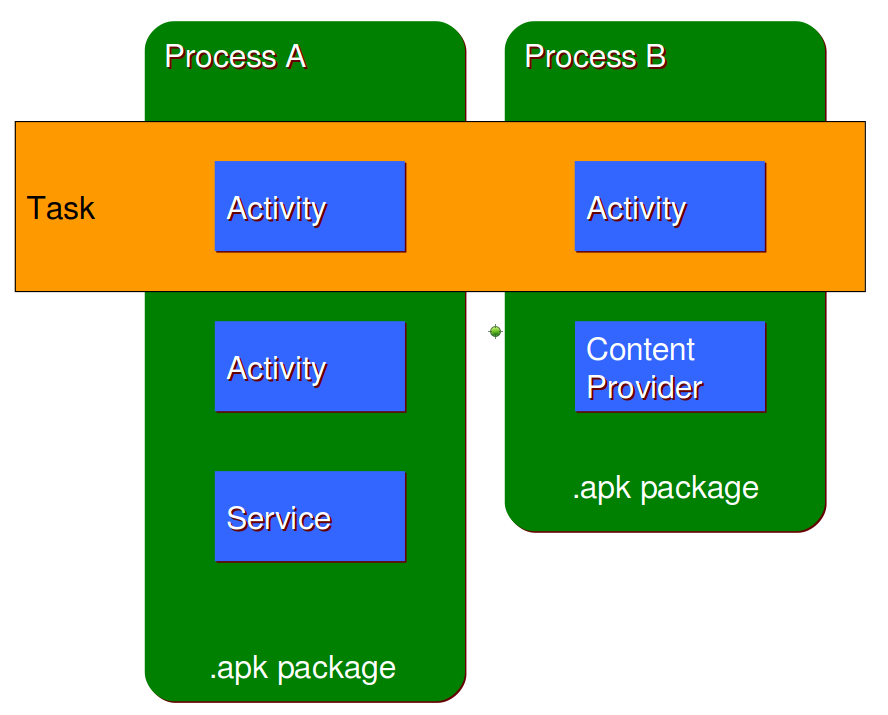 Process A
Process B
Task
Activity
Activity
Activity
Content
Provider
Service
.apk package
.apk package